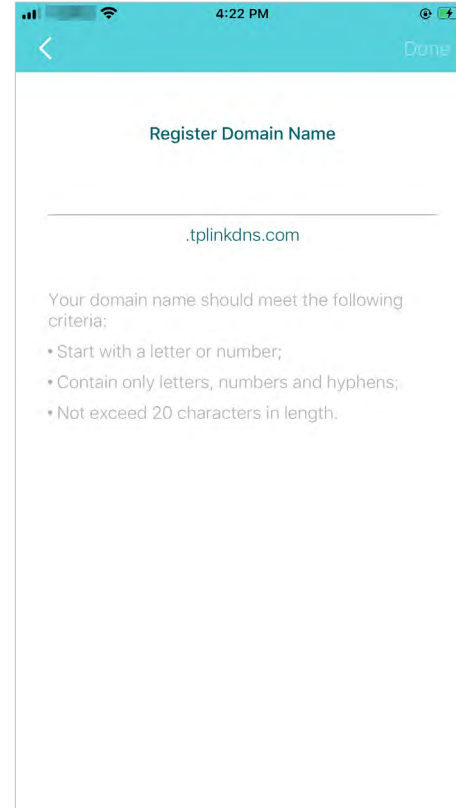 4:22 PM
Done
Register Domain Name
.tplinkdns.com
Your domain name should meet the following
criteria:
• Start with a letter or number;
• Contain only letters, numbers and hyphens;
• Not exceed 20 characters in length.